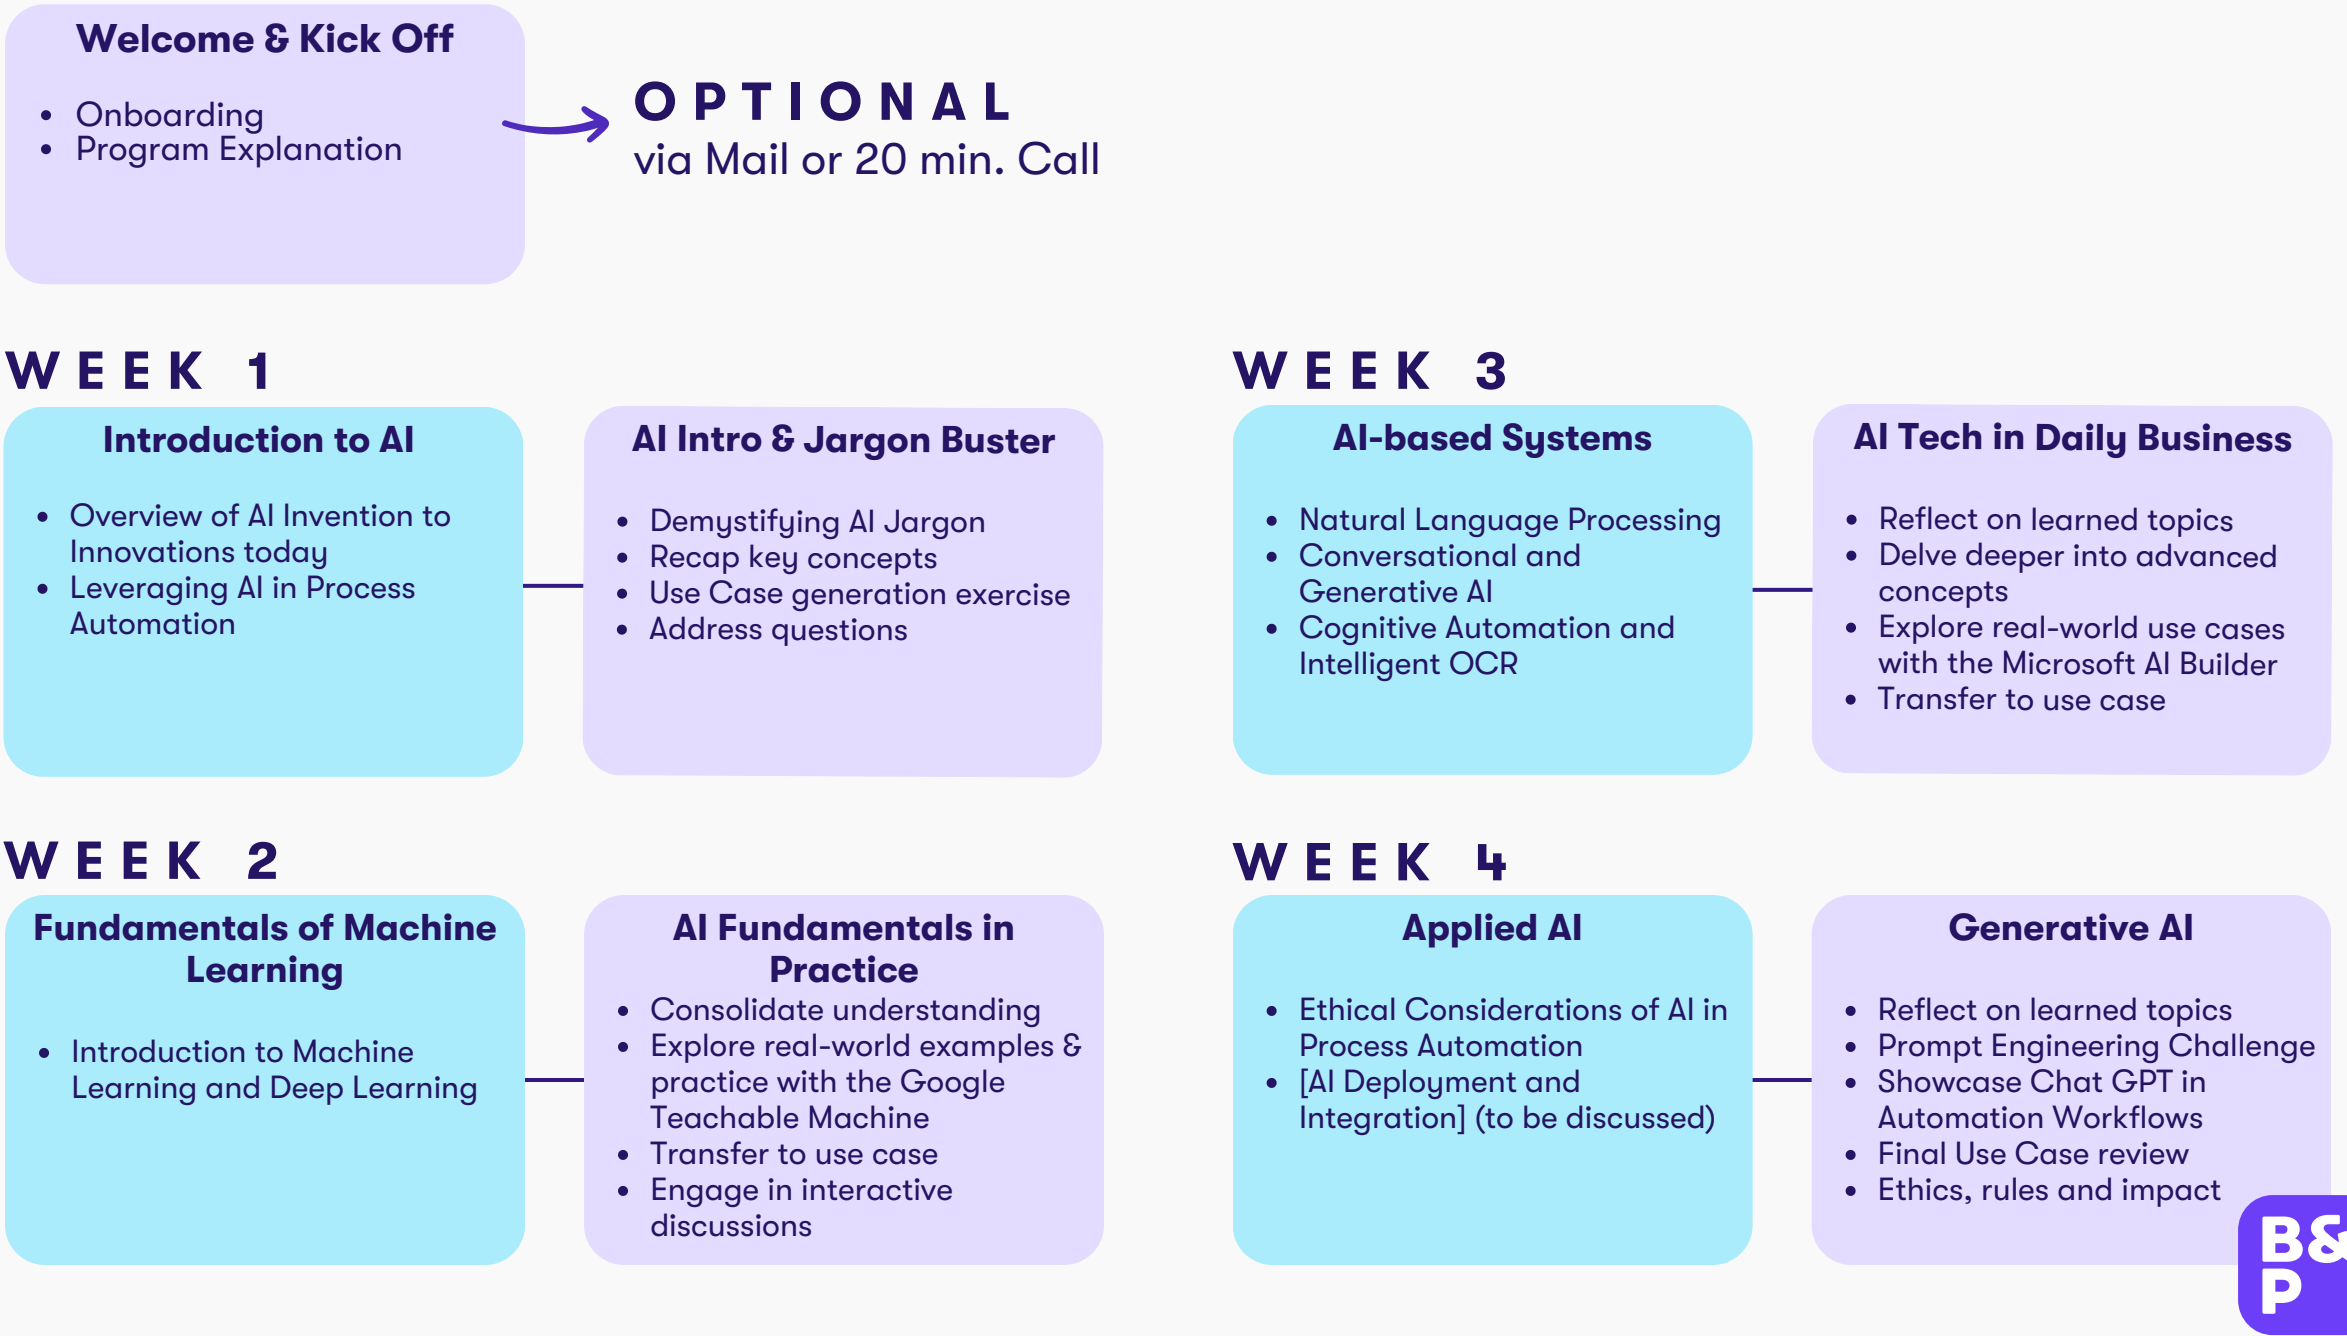 Welcome & Kick Off
• Onboarding
• Program Explanation
OPTIONAL
via Mail or 20 min. Call
WEEK 1
Introduction to AI
• Overview of AI Invention to
Innovations today
• Leveraging AI in Process
Automation
AI Intro & Jargon Buster
• Demystifying AI Jargon
• Recap key concepts
• Use Case generation exercise
• Address questions
WEEK 2
Fundamentals of Machine
Learning
• Introduction to Machine
Learning and Deep Learning
AI Fundamentals in
Practice
• Consolidate understanding
• Explore real-world examples &
practice with the Google
Teachable Machine
• Transfer to use case
• Engage in interactive
discussions
WEEK 3
AI-based Systems
• Natural Language Processing
• Conversational and
Generative AI
• Cognitive Automation and
Intelligent OCR
AI Tech in Daily Business
• Reflect on learned topics
• Delve deeper into advanced
concepts
• Explore real-world use cases
with the Microsoft AI Builder
• Transfer to use case
WEEK 4
Applied AI
• Ethical Considerations of AI in
Process Automation
• [AI Deployment and
Integration] (to be discussed)
Generative AI
• Reflect on learned topics
• Prompt Engineering Challenge
• Showcase Chat GPT in
Automation Workflows
• Final Use Case review
• Ethics, rules and impact
B&
P